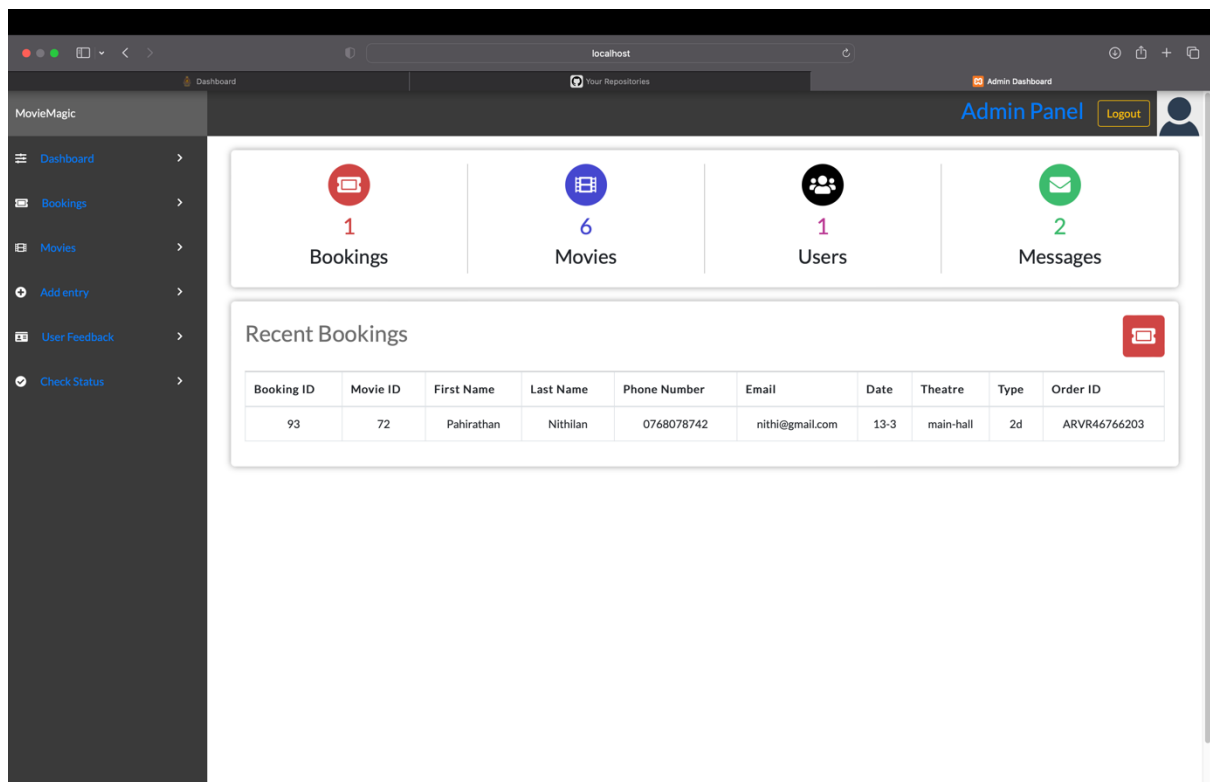 localhost
Dashboard Your Repositories Admin Dashboard
MovieMagic
Admin Panel Logout
Dashboard
Bookings
Movies
Add entry
User Feedback
Check Status
1 6 1 2
Bookings Movies Users Messages
Recent Bookings
Booking ID Movie ID First Name Last Name Phone Number Email Date Theatre Type Order ID
93 72 Pahirathan Nithilan 0768078742 nithi@gmail.com 13-3 main-hall 2d ARVR46766203